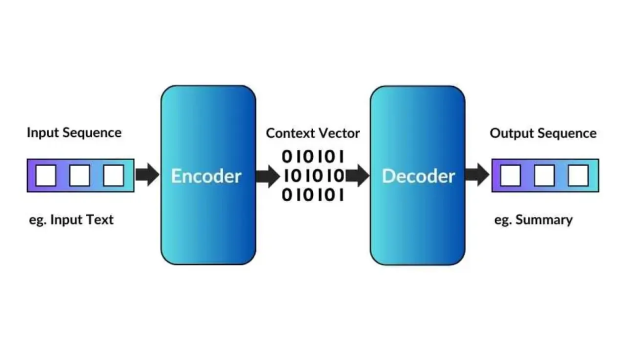 Input Sequence
eg. Input Text
Encoder
Context Vector
010101
101010
010101
Decoder
Output Sequence
eg. Summary